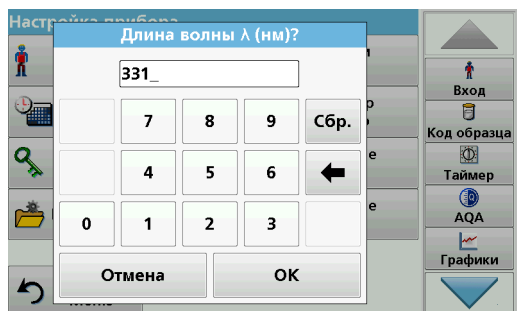 Настройка прибора
Длина волны λ (нм)?
331_
7 8 9 Сбр.
4 5 6
0 1 2 3
Отмена OK
Вход
Код образца
Таймер
AQA
Графики